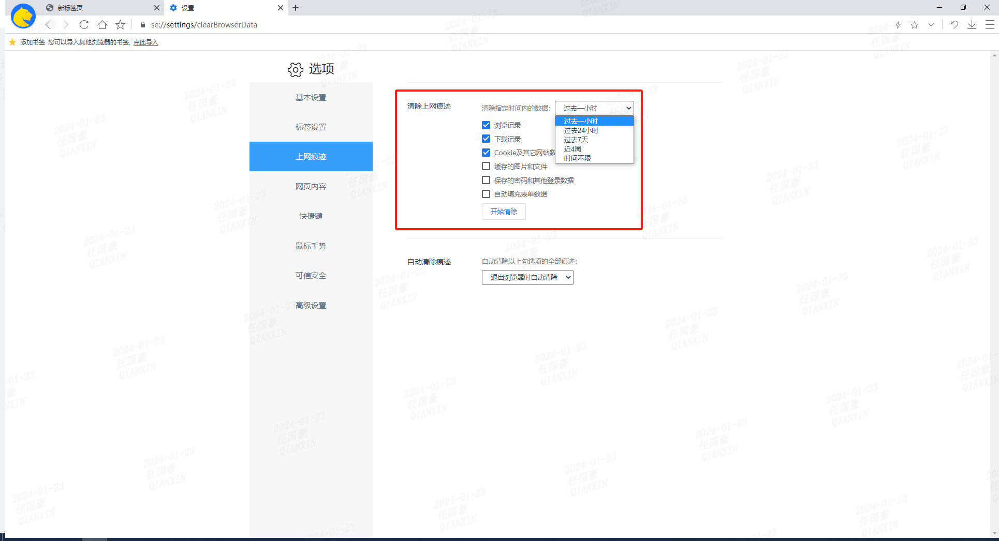 新标签页
设置
se://settings/clearBrowserData
添加书签 您可以导入其他浏览器的书签, 点此导入
选项
基本设置
标签设置
上网痕迹
网页内容
快捷键
鼠标手势
可信安全
高级设置
清除上网痕迹
清除指定时间内的数据:
过去一小时
过去一小时
过去24小时
过去7天
近4周
时间不限
浏览记录
下载记录
Cookie及其它网站数
缓存的图片和文件
保存的密码和其他登录数据
自动填充表单数据
开始清除
自动清除痕迹
自动清除以上勾选项的全部痕迹:
退出浏览器时自动清除
2024-01-23
任国豪
QIANXIN